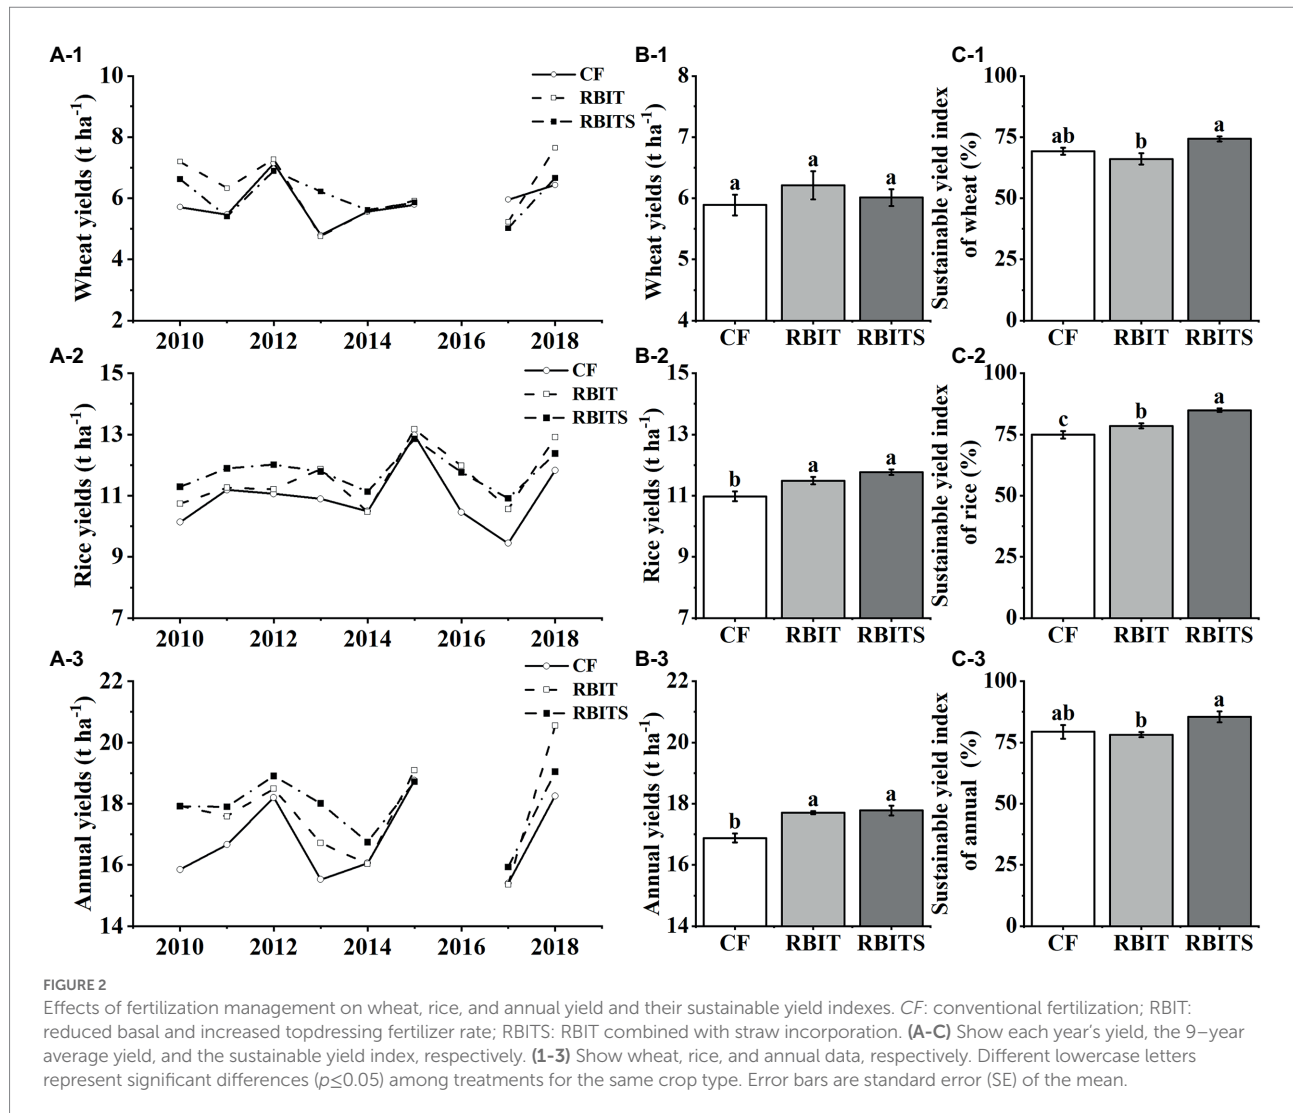 A-1
Wheat yields (t ha⁻¹)
10
8
6
4
2
2010 2012 2014 2016 2018
CF
RBIT
RBITS
B-1
Wheat yields (t ha⁻¹)
8
7
6
5
4
a a a
CF RBIT RBITS
C-1
Sustainable yield index
of wheat (%)
100
75
50
25
0
ab b a
CF RBIT RBITS
A-2
Rice yields (t ha⁻¹)
15
13
11
9
7
2010 2012 2014 2016 2018
CF
RBIT
RBITS
B-2
Rice yields (t ha⁻¹)
15
13
11
9
7
b a a
CF RBIT RBITS
C-2
Sustainable yield index
of rice (%)
100
75
50
25
0
c b a
CF RBIT RBITS
A-3
Annual yields (t ha⁻¹)
22
20
18
16
14
2010 2012 2014 2016 2018
CF
RBIT
RBITS
B-3
Annual yields (t ha⁻¹)
22
20
18
16
14
b a a
CF RBIT RBITS
C-3
Sustainable yield index
of annual (%)
100
75
50
25
0
ab b a
CF RBIT RBITS
FIGURE 2
Effects of fertilization management on wheat, rice, and annual yield and their sustainable yield indexes. CF: conventional fertilization; RBIT:
reduced basal and increased topdressing fertilizer rate; RBITS: RBIT combined with straw incorporation. (A-C) Show each year's yield, the 9–year
average yield, and the sustainable yield index, respectively. (1-3) Show wheat, rice, and annual data, respectively. Different lowercase letters
represent significant differences (p≤0.05) among treatments for the same crop type. Error bars are standard error (SE) of the mean.